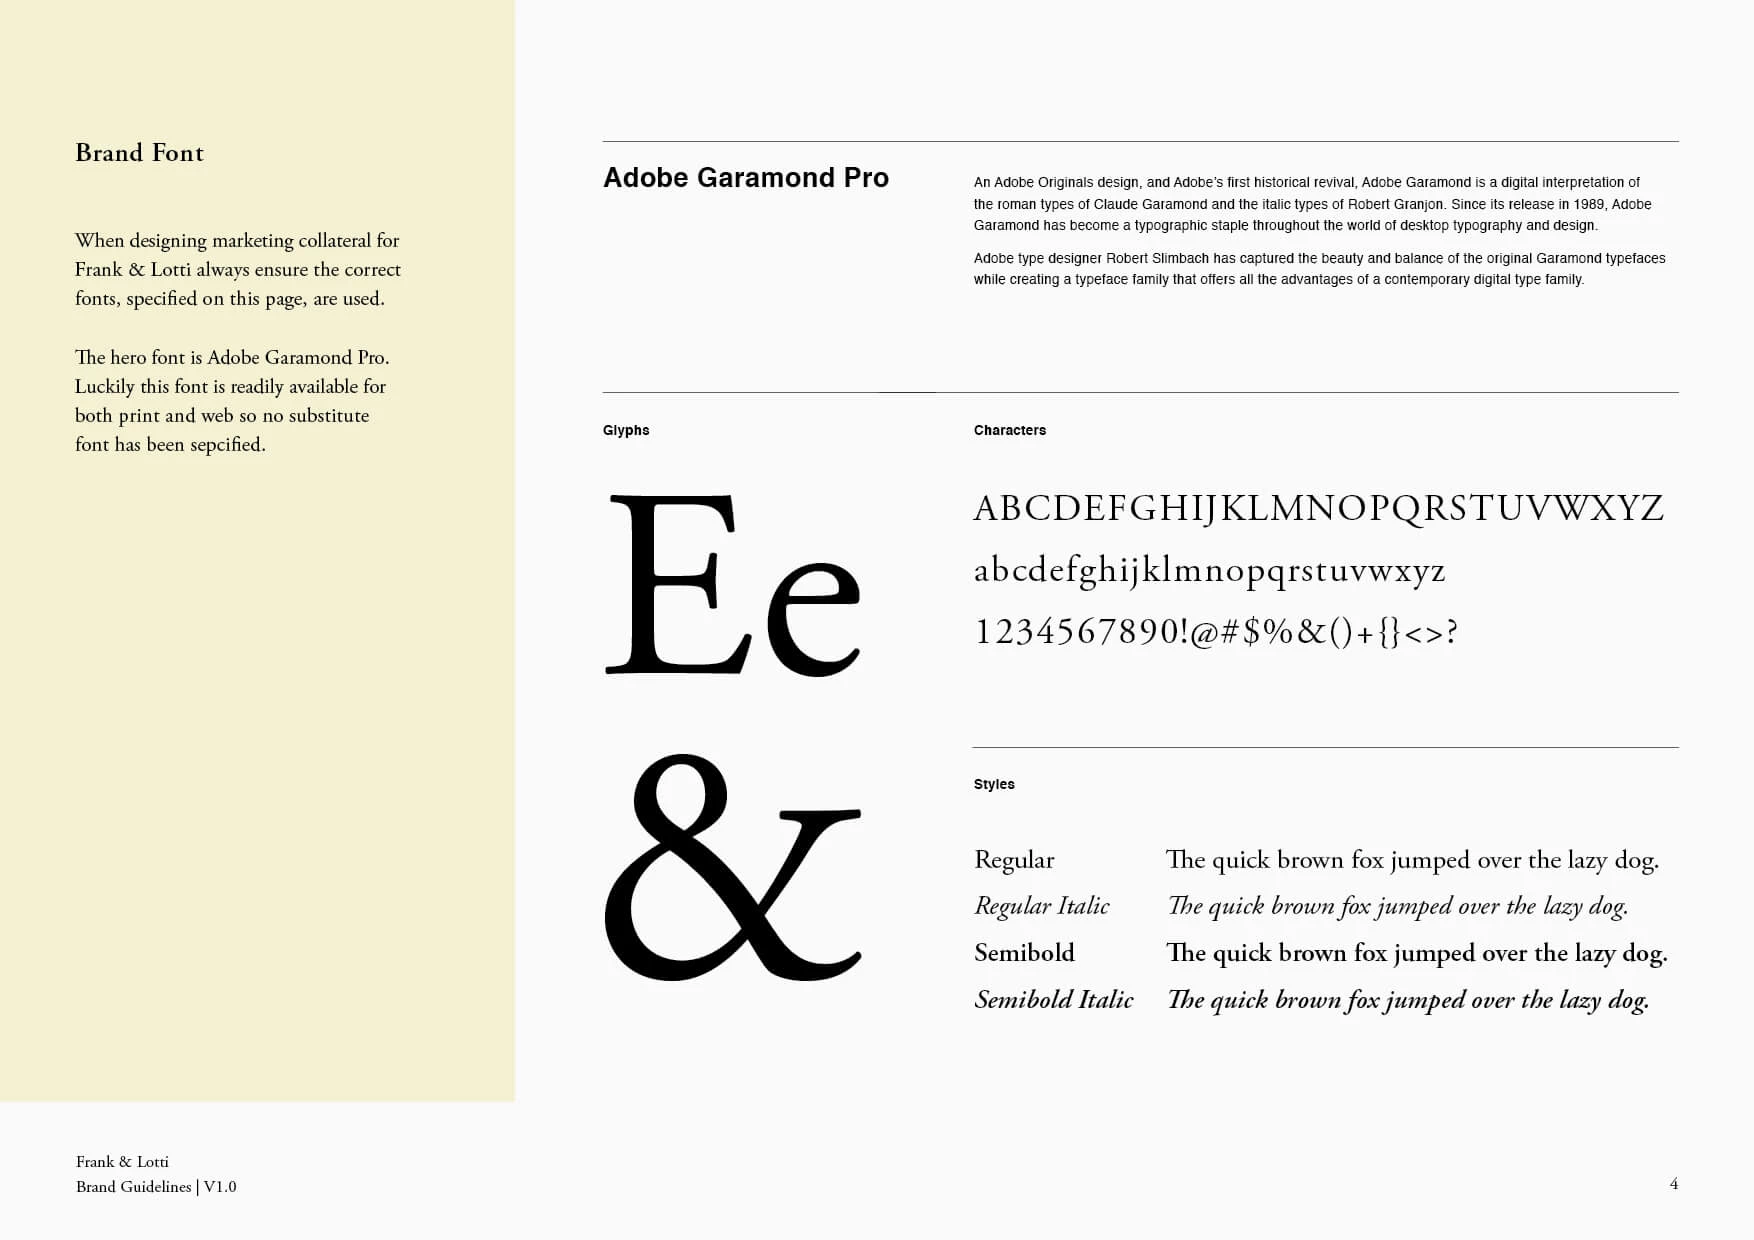 Brand Font
When designing marketing collateral for
Frank & Lotti always ensure the correct
fonts, specified on this page, are used.
The hero font is Adobe Garamond Pro.
Luckily this font is readily available for
both print and web so no substitute
font has been sepcified.
Adobe Garamond Pro
An Adobe Originals design, and Adobe’s first historical revival, Adobe Garamond is a digital interpretation of
the roman types of Claude Garamond and the italic types of Robert Granjon. Since its release in 1989, Adobe
Garamond has become a typographic staple throughout the world of desktop typography and design.
Adobe type designer Robert Slimbach has captured the beauty and balance of the original Garamond typefaces
while creating a typeface family that offers all the advantages of a contemporary digital type family.
Glyphs
Ee
&
Characters
ABCDEFGHIJKLMNOPQRSTUVWXYZ
abcdefghijklmnopqrstuvwxyz
1234567890!@#$%&()+{}<>?
Styles
Regular The quick brown fox jumped over the lazy dog.
Regular Italic The quick brown fox jumped over the lazy dog.
Semibold The quick brown fox jumped over the lazy dog.
Semibold Italic The quick brown fox jumped over the lazy dog.
Frank & Lotti
Brand Guidelines | V1.0
4